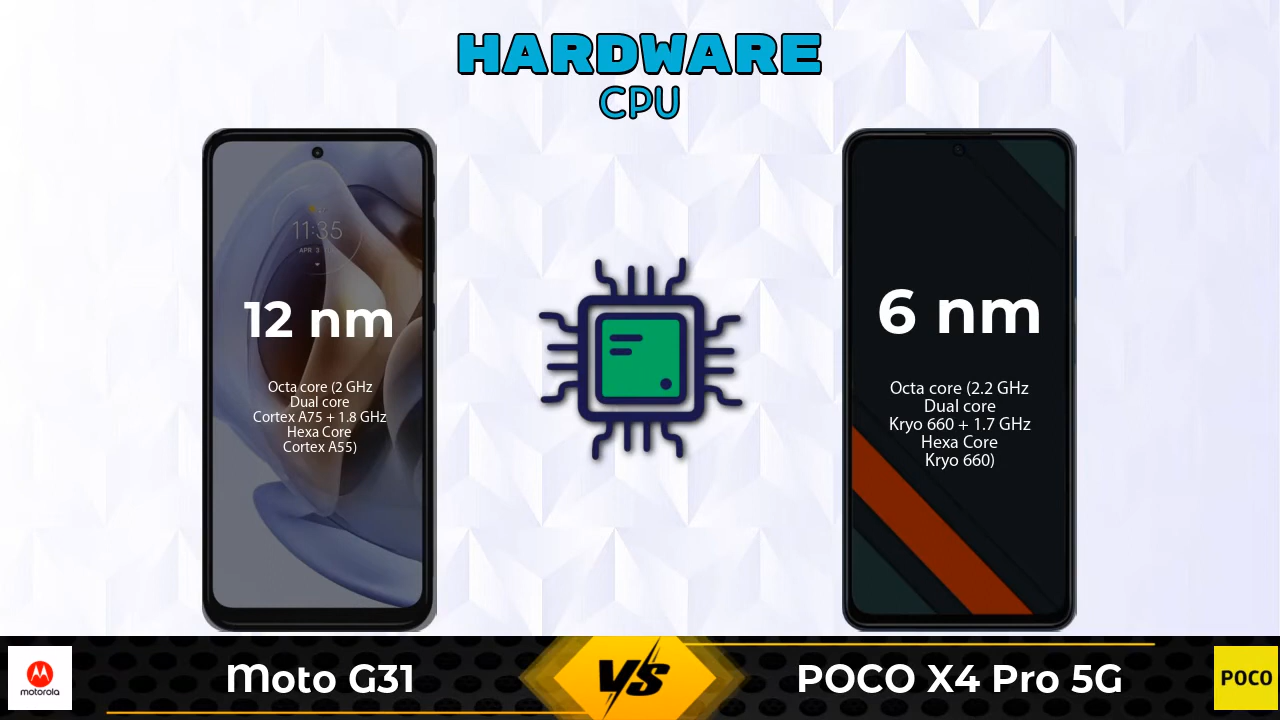 HARDWARE
CPU
11:35
APR 3
12 nm
Octa core (2 GHz
Dual core
Cortex A75 + 1.8 GHz
Hexa Core
Cortex A55)
6 nm
Octa core (2.2 GHz
Dual core
Kryo 660 + 1.7 GHz
Hexa Core
Kryo 660)
motorola
Moto G31
VS
POCO X4 Pro 5G
POCO